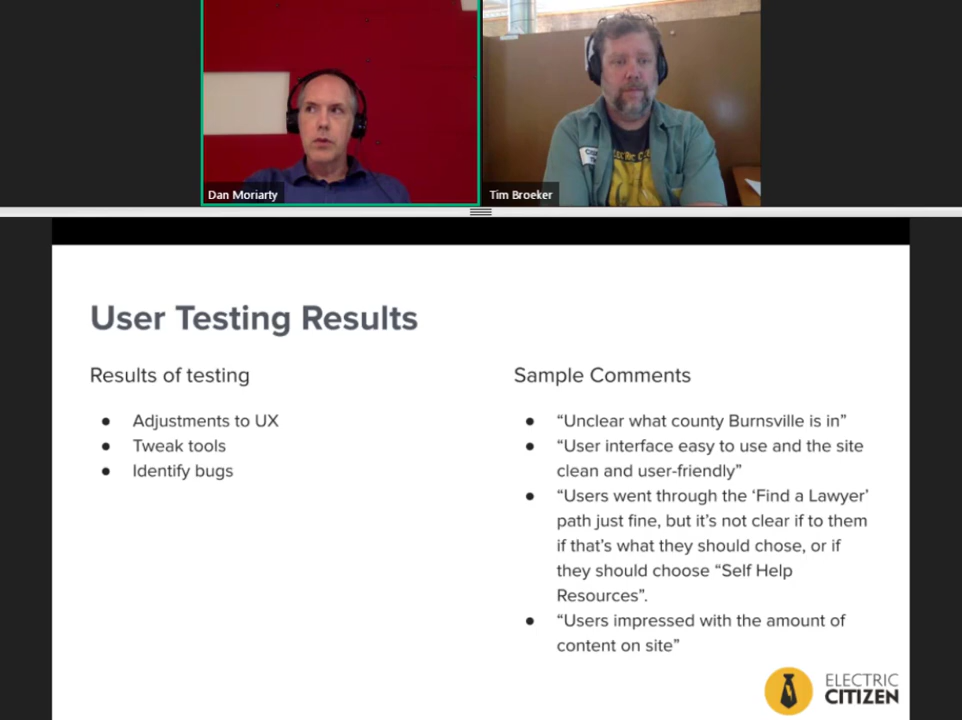 Dan Moriarty
Tim Broeker
User Testing Results
Results of testing
● Adjustments to UX
● Tweak tools
● Identify bugs
Sample Comments
● “Unclear what county Burnsville is in”
● “User interface easy to use and the site
clean and user-friendly”
● “Users went through the ‘Find a Lawyer’
path just fine, but it’s not clear if to them
if that’s what they should chose, or if
they should choose “Self Help
Resources”.
● “Users impressed with the amount of
content on site”
ELECTRIC
CITIZEN